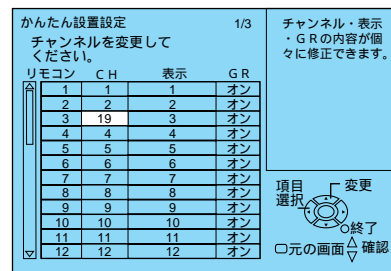 かんたん設置設定 1/3
チャンネルを変更して
ください。
リモコン CH 表示 GR
1 1 1 オン
2 2 2 オン
3 19 3 オン
4 4 4 オン
5 5 5 オン
6 6 6 オン
7 7 7 オン
8 8 8 オン
9 9 9 オン
10 10 10 オン
11 11 11 オン
12 12 12 オン
チャンネル・表示
・GRの内容が個
々に修正できます。
項目 変更
選択
終了
元の画面 確認